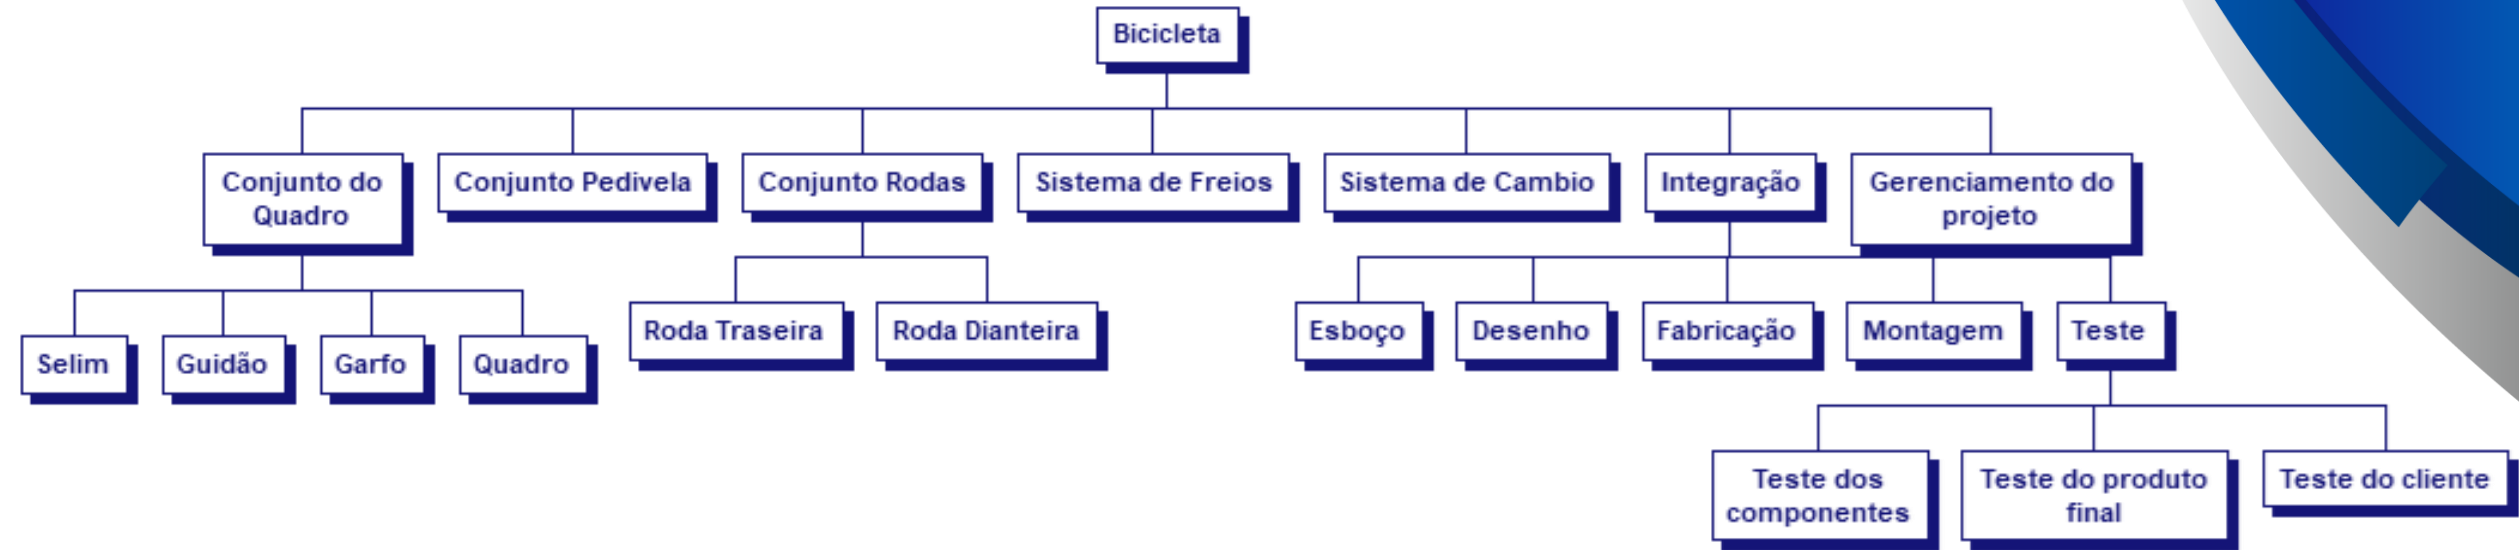 Bicicleta
Conjunto do
Quadro
Conjunto Pedivela
Conjunto Rodas
Sistema de Freios
Sistema de Cambio
Integração
Gerenciamento do
projeto
Selim
Guidão
Garfo
Quadro
Roda Traseira
Roda Dianteira
Esboço
Desenho
Fabricação
Montagem
Teste
Teste dos
componentes
Teste do produto
final
Teste do cliente